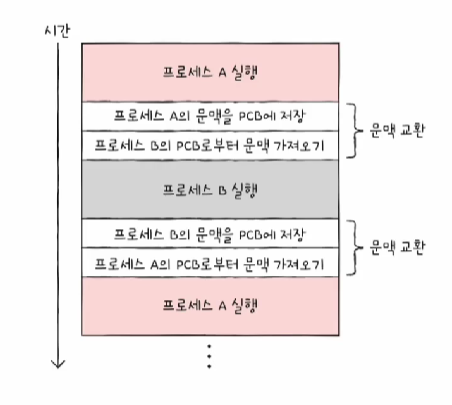 시간
프로세스 A 실행
프로세스 A의 문맥을 PCB에 저장
프로세스 B의 PCB로부터 문맥 가져오기
문맥 교환
프로세스 B 실행
프로세스 B의 문맥을 PCB에 저장
프로세스 A의 PCB로부터 문맥 가져오기
문맥 교환
프로세스 A 실행